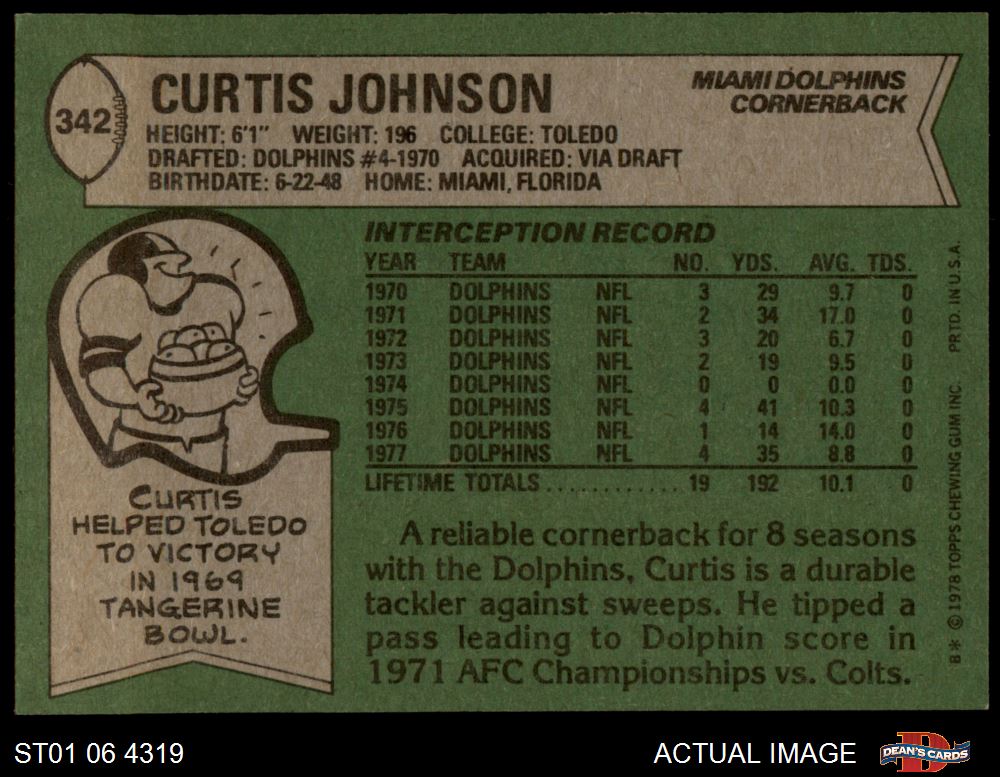 342
CURTIS JOHNSON
MIAMI DOLPHINS
CORNERBACK
HEIGHT: 6'1" WEIGHT: 196 COLLEGE: TOLEDO
DRAFTED: DOLPHINS #4-1970 ACQUIRED: VIA DRAFT
BIRTHDATE: 6-22-48 HOME: MIAMI, FLORIDA
INTERCEPTION RECORD
YEAR TEAM NO. YDS. AVG. TDS.
1970 DOLPHINS NFL 3 29 9.7 0
1971 DOLPHINS NFL 2 34 17.0 0
1972 DOLPHINS NFL 3 20 6.7 0
1973 DOLPHINS NFL 2 19 9.5 0
1974 DOLPHINS NFL 0 0 0.0 0
1975 DOLPHINS NFL 4 41 10.3 0
1976 DOLPHINS NFL 1 14 14.0 0
1977 DOLPHINS NFL 4 35 8.8 0
LIFETIME TOTALS............ 19 192 10.1 0
CURTIS
HELPED TOLEDO
TO VICTORY
IN 1969
TANGERINE
BOWL.
A reliable cornerback for 8 seasons
with the Dolphins, Curtis is a durable
tackler against sweeps. He tipped a
pass leading to Dolphin score in
1971 AFC Championships vs. Colts.
B* © 1978 TOPPS CHEWING GUM INC. PRTD. IN U.S.A.
ST01 06 4319
ACTUAL IMAGE
D
DEAN'S CARDS